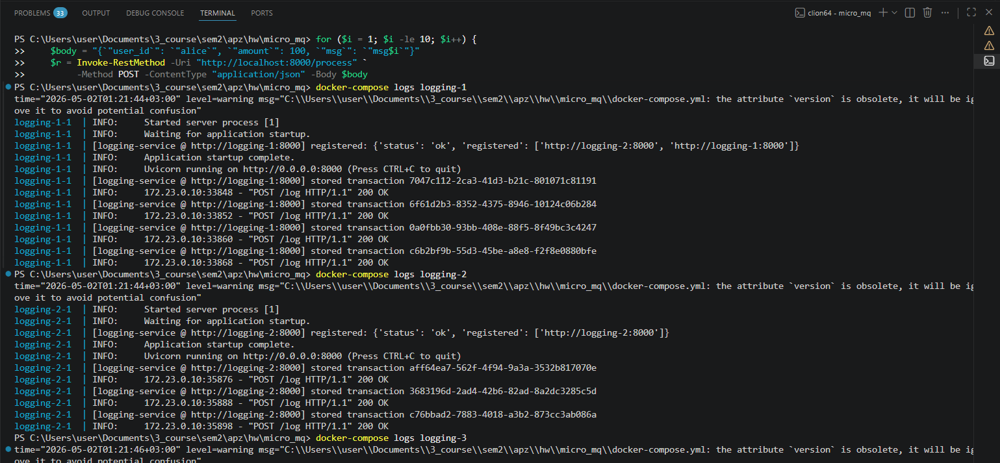 PROBLEMS 33 OUTPUT DEBUG CONSOLE TERMINAL PORTS clion64 - micro_mq
PS C:\Users\user\Documents\3_course\sem2\apz\hw\micro_mq> for ($i = 1; $i -le 10; $i++) {
>>     $body = "{`"user_id`": `"alice`", `"amount`": 100, `"msg`": `"msg$i`"}"
>>     $r = Invoke-RestMethod -Uri "http://localhost:8000/process" `
>>          -Method POST -ContentType "application/json" -Body $body
PS C:\Users\user\Documents\3_course\sem2\apz\hw\micro_mq> docker-compose logs logging-1
time="2026-05-02T01:21:44+03:00" level=warning msg="C:\\Users\\user\\Documents\\3_course\\sem2\\apz\\hw\\micro_mq\\docker-compose.yml: the attribute `version` is obsolete, it will be ig
ove it to avoid potential confusion"
logging-1-1  | INFO:     Started server process [1]
logging-1-1  | INFO:     Waiting for application startup.
logging-1-1  | [logging-service @ http://logging-1:8000] registered: {'status': 'ok', 'registered': ['http://logging-2:8000', 'http://logging-1:8000']}
logging-1-1  | INFO:     Application startup complete.
logging-1-1  | INFO:     Uvicorn running on http://0.0.0.0:8000 (Press CTRL+C to quit)
logging-1-1  | [logging-service @ http://logging-1:8000] stored transaction 7047c112-2ca3-41d3-b21c-801071c81191
logging-1-1  | INFO:     172.23.0.10:33848 - "POST /log HTTP/1.1" 200 OK
logging-1-1  | [logging-service @ http://logging-1:8000] stored transaction 6f61d2b3-8352-4375-8946-10124c06b284
logging-1-1  | INFO:     172.23.0.10:33852 - "POST /log HTTP/1.1" 200 OK
logging-1-1  | [logging-service @ http://logging-1:8000] stored transaction 0a0fbb30-93bb-408e-88f5-8f49bc3c4247
logging-1-1  | INFO:     172.23.0.10:33860 - "POST /log HTTP/1.1" 200 OK
logging-1-1  | [logging-service @ http://logging-1:8000] stored transaction c6b2bf9b-55d3-45be-a8e8-f2f8e0880bfe
logging-1-1  | INFO:     172.23.0.10:33868 - "POST /log HTTP/1.1" 200 OK
PS C:\Users\user\Documents\3_course\sem2\apz\hw\micro_mq> docker-compose logs logging-2
time="2026-05-02T01:21:44+03:00" level=warning msg="C:\\Users\\user\\Documents\\3_course\\sem2\\apz\\hw\\micro_mq\\docker-compose.yml: the attribute `version` is obsolete, it will be ig
ove it to avoid potential confusion"
logging-2-1  | INFO:     Started server process [1]
logging-2-1  | INFO:     Waiting for application startup.
logging-2-1  | [logging-service @ http://logging-2:8000] registered: {'status': 'ok', 'registered': ['http://logging-2:8000']}
logging-2-1  | INFO:     Application startup complete.
logging-2-1  | INFO:     Uvicorn running on http://0.0.0.0:8000 (Press CTRL+C to quit)
logging-2-1  | [logging-service @ http://logging-2:8000] stored transaction aff64ea7-562f-4f94-9a3a-3532b817070e
logging-2-1  | INFO:     172.23.0.10:35876 - "POST /log HTTP/1.1" 200 OK
logging-2-1  | [logging-service @ http://logging-2:8000] stored transaction 3683196d-2ad4-42b6-82ad-8a2dc3285c5d
logging-2-1  | INFO:     172.23.0.10:35888 - "POST /log HTTP/1.1" 200 OK
logging-2-1  | [logging-service @ http://logging-2:8000] stored transaction c76bbad2-7883-4018-a3b2-873cc3ab086a
logging-2-1  | INFO:     172.23.0.10:35898 - "POST /log HTTP/1.1" 200 OK
PS C:\Users\user\Documents\3_course\sem2\apz\hw\micro_mq> docker-compose logs logging-3
time="2026-05-02T01:21:46+03:00" level=warning msg="C:\\Users\\user\\Documents\\3_course\\sem2\\apz\\hw\\micro_mq\\docker-compose.yml: the attribute `version` is obsolete, it will be ig
ove it to avoid potential confusion"